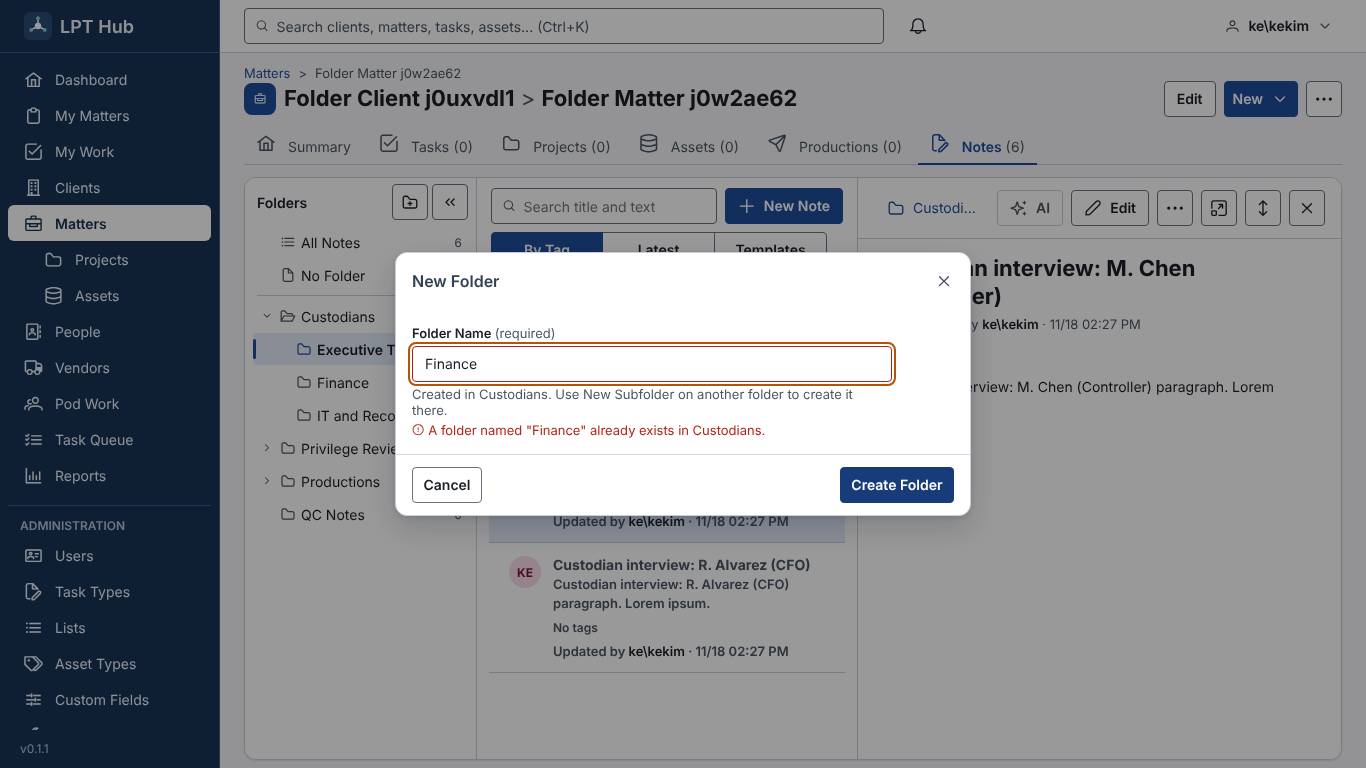 LPT Hub
Search clients, matters, tasks, assets... (Ctrl+K)
ke\kekim
Dashboard
My Matters
My Work
Clients
Matters
Projects
Assets
People
Vendors
Pod Work
Task Queue
Reports
ADMINISTRATION
Users
Task Types
Lists
Asset Types
Custom Fields
v0.1.1
Matters > Folder Matter j0w2ae62
Folder Client j0uxvdl1 > Folder Matter j0w2ae62
Edit
New
Summary
Tasks (0)
Projects (0)
Assets (0)
Productions (0)
Notes (6)
Folders
All Notes 6
No Folder
Custodians
Executive T
Finance
IT and Reco
Privilege Revie
Productions
QC Notes
Search title and text
New Note
By Tag
Latest
Templates
New Folder
Folder Name (required)
Finance
Created in Custodians. Use New Subfolder on another folder to create it
there.
A folder named "Finance" already exists in Custodians.
Cancel
Create Folder
Updated by ke\kekim · 11/18 02:27 PM
KE
Custodian interview: R. Alvarez (CFO)
Custodian interview: R. Alvarez (CFO)
paragraph. Lorem ipsum.
No tags
Updated by ke\kekim · 11/18 02:27 PM
Custodi...
AI
Edit
n interview: M. Chen
er)
y ke\kekim · 11/18 02:27 PM
rview: M. Chen (Controller) paragraph. Lorem